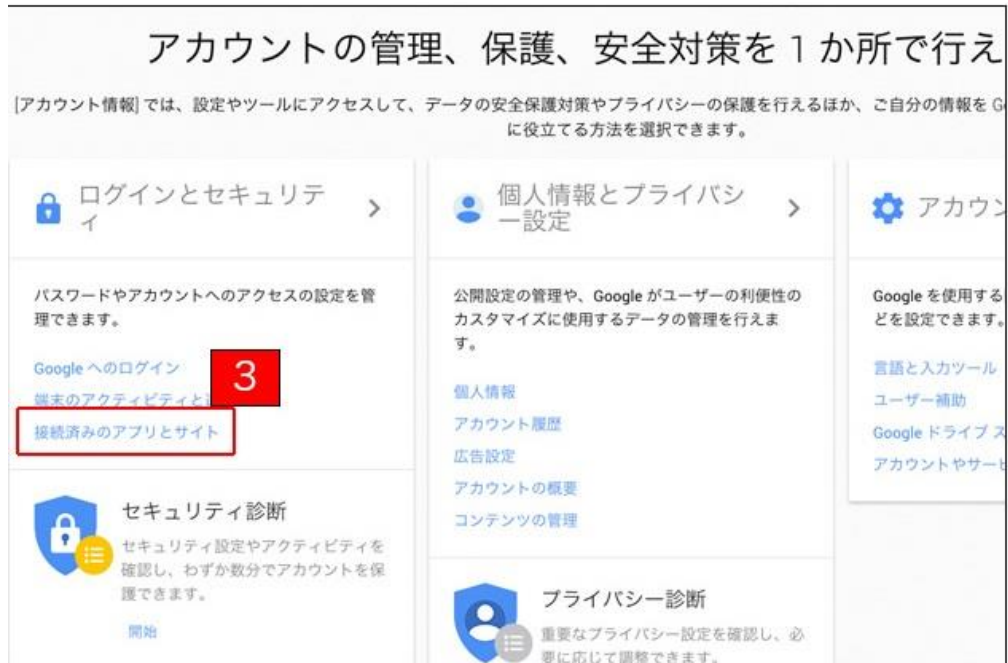 アカウントの管理、保護、安全対策を 1 か所で行え
[アカウント情報] では、設定やツールにアクセスして、データの安全保護対策やプライバシーの保護を行えるほか、ご自分の情報を G
に役立てる方法を選択できます。
ログインとセキュリテ
ィ
パスワードやアカウントへのアクセスの設定を管
理できます。
Google へのログイン
端末のアクティビティと
3
接続済みのアプリとサイト
セキュリティ診断
セキュリティ設定やアクティビティを
確認し、わずか数分でアカウントを保
護できます。
開始
個人情報とプライバシ
ー設定
公開設定の管理や、Google がユーザーの利便性の
カスタマイズに使用するデータの管理を行えま
す。
個人情報
アカウント履歴
広告設定
アカウントの概要
コンテンツの管理
プライバシー診断
重要なプライバシー設定を確認し、必
要に応じて調整できます。
アカウン
Google を使用する
どを設定できます。
言語と入力ツール
ユーザー補助
Google ドライブ ス
アカウントやサービ